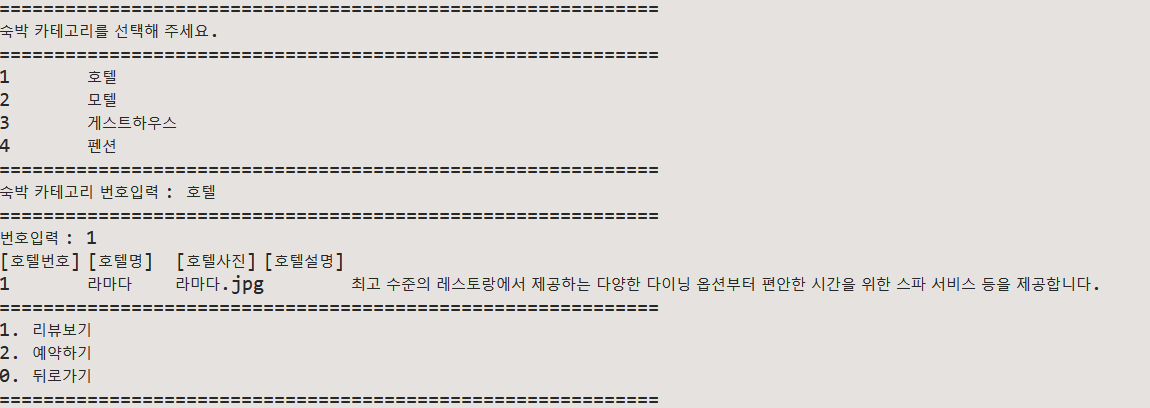 ============================================================
숙박 카테고리를 선택해 주세요.
============================================================
1 호텔
2 모텔
3 게스트하우스
4 펜션
============================================================
숙박 카테고리 번호입력 : 호텔
============================================================
번호입력 : 1
[호텔번호] [호텔명] [호텔사진] [호텔설명]
1 라마다 라마다.jpg 최고 수준의 레스토랑에서 제공하는 다양한 다이닝 옵션부터 편안한 시간을 위한 스파 서비스 등을 제공합니다.
============================================================
1. 리뷰보기
2. 예약하기
0. 뒤로가기
============================================================